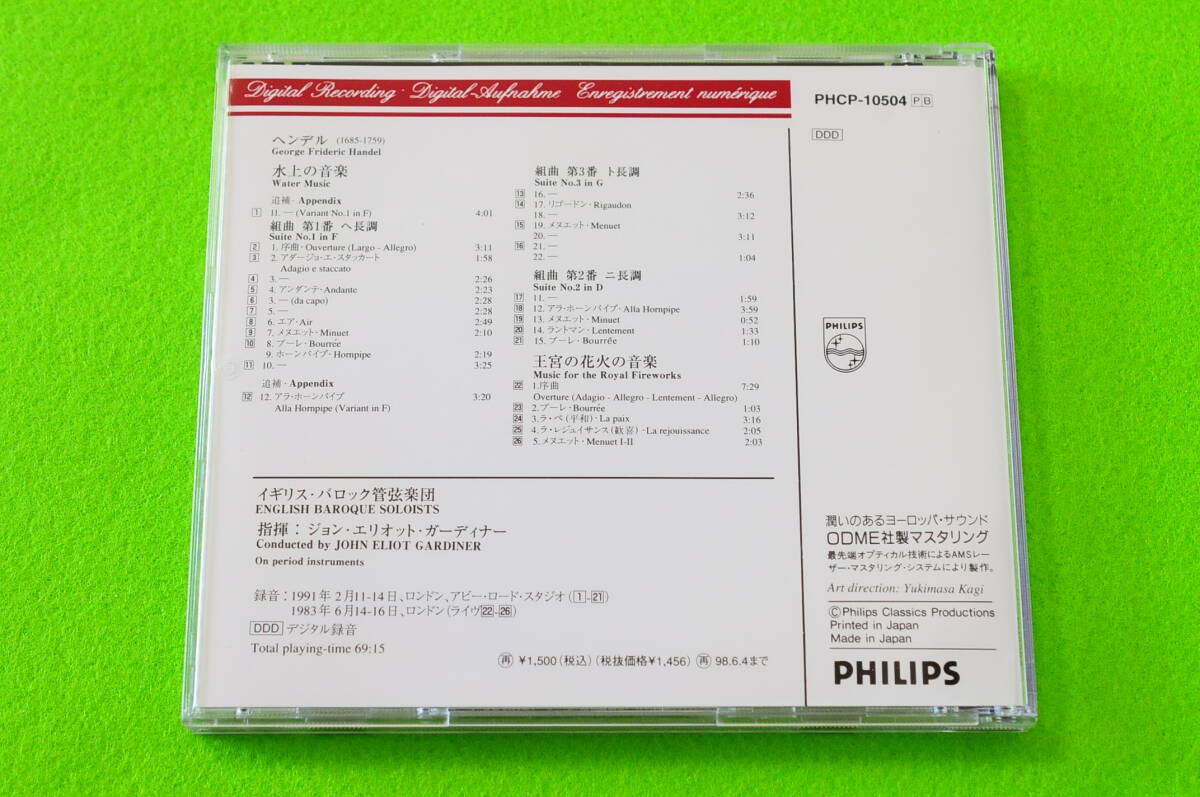 Digital Recording · Digital-Aufnahme Enregistrement numérique
ヘンデル (1685-1759)
George Frideric Handel
水上の音楽
Water Music
追補・Appendix
1 11. — (Variant No.1 in F) 4:01
組曲 第1番 ヘ長調
Suite No.1 in F
2 1. 序曲・Ouverture (Largo - Allegro) 3:11
3 2. アダージョ・エ・スタッカート 1:58
Adagio e staccato
4 3. — 2:26
5 4. アンダンテ・Andante 2:23
6 3. — (da capo) 2:28
7 5. — 2:28
8 6. エア・Air 2:49
9 7. メヌエット・Minuet 2:10
10 8. ブーレ・Bourrée
9. ホーンパイプ・Hornpipe 2:19
11 10. — 3:25
追補・Appendix
12 12. アラ・ホーンパイプ 3:20
Alla Hornpipe (Variant in F)
組曲 第3番 ト長調
Suite No.3 in G
13 16. — 2:36
14 17. リゴードン・Rigaudon
18. — 3:12
15 19. メヌエット・Menuet
20. — 3:11
16 21. —
22. — 1:04
組曲 第2番 ニ長調
Suite No.2 in D
17 11. — 1:59
18 12. アラ・ホーンパイプ・Alla Hornpipe 3:59
19 13. メヌエット・Minuet 0:52
20 14. ラントマン・Lentement 1:33
21 15. ブーレ・Bourrêe 1:10
王宮の花火の音楽
Music for the Royal Fireworks
22 1.序曲 7:29
Overture (Adagio - Allegro - Lentement - Allegro)
23 2.ブーレ・Bourrée 1:03
24 3.ラ・ペ(平和)・La paix 3:16
25 4.ラ・レジュイサンス(歓喜)・La rejouissance 2:05
26 5.メヌエット・Menuet I-II 2:03
イギリス・バロック管弦楽団
ENGLISH BAROQUE SOLOISTS
指揮：ジョン・エリオット・ガーディナー
Conducted by JOHN ELIOT GARDINER
On period instruments
録音：1991年2月11-14日、ロンドン、アビー・ロード・スタジオ(1-21)
1983年6月14-16日、ロンドン(ライヴ22-26)
DDD デジタル録音
Total playing-time 69:15
再 ¥1,500(税込)(税抜価格¥1,456) 再 98.6.4まで
PHCP-10504 PB
DDD
PHILIPS
潤いのあるヨーロッパ・サウンド
ODME社製マスタリング
最先端オプティカル技術によるAMSレー
ザー・マスタリング・システムにより製作。
Art direction: Yukimasa Kagi
©Philips Classics Productions
Printed in Japan
Made in Japan
PHILIPS